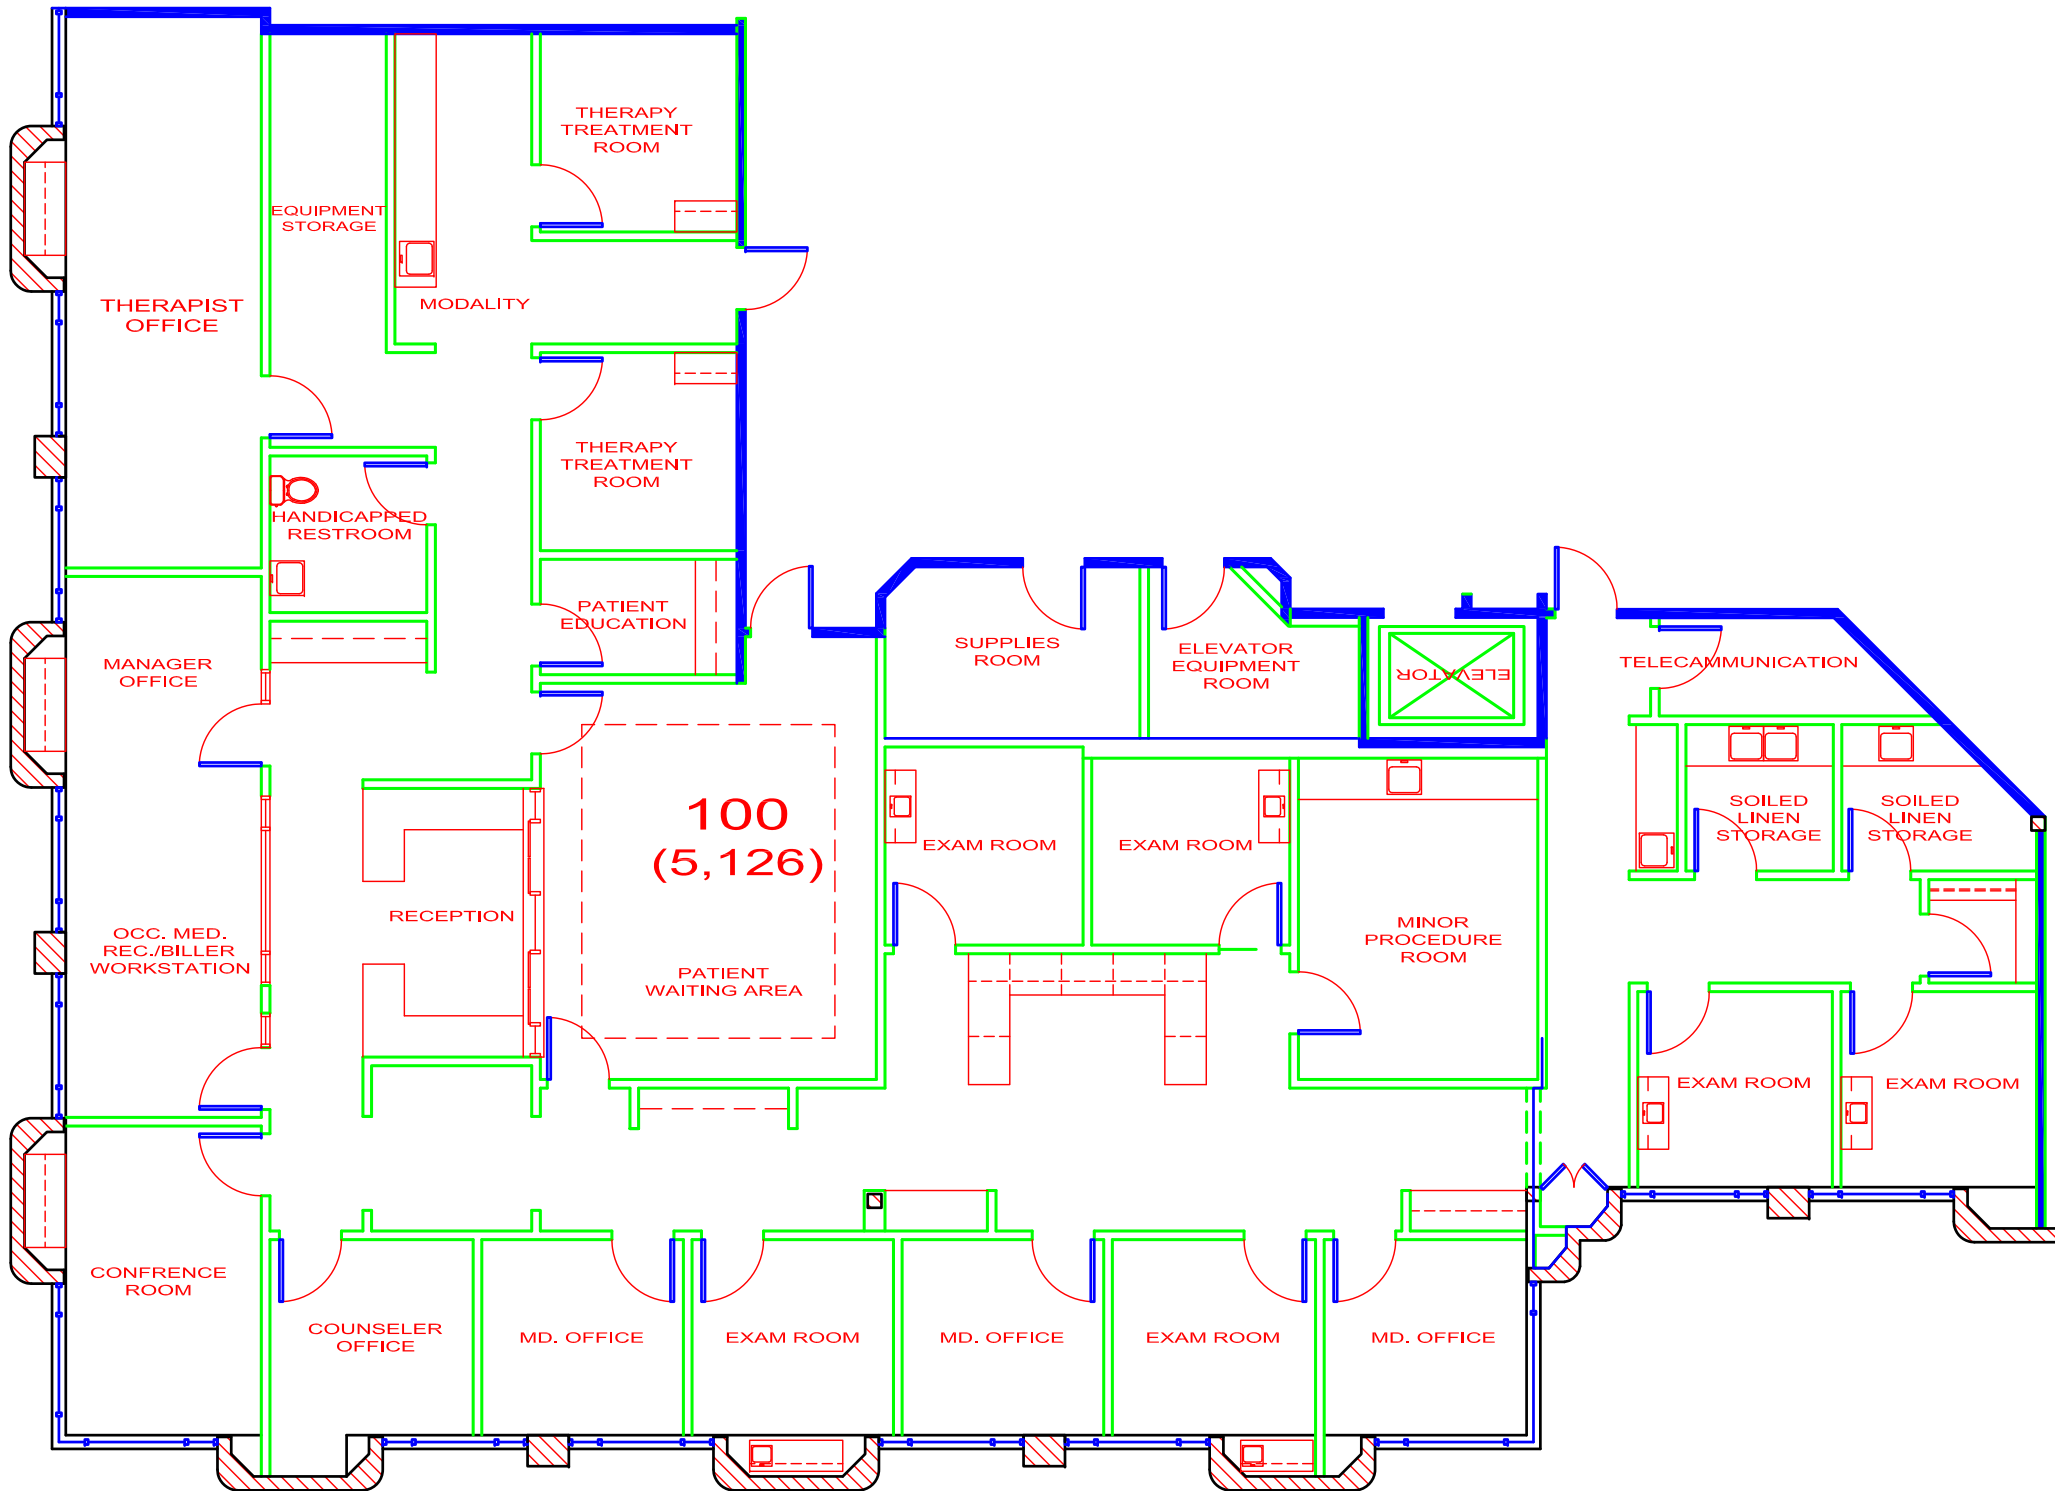 THERAPY
TREATMENT
ROOM
EQUIPMENT
STORAGE
THERAPIST
OFFICE
MODALITY
THERAPY
TREATMENT
ROOM
HANDICAPPED
RESTROOM
PATIENT
EDUCATION
MANAGER
OFFICE
SUPPLIES
ROOM
ELEVATOR
EQUIPMENT
ROOM
ELEVATOR
TELECAMMUNICATION
100
(5,126)
SOILED
LINEN
STORAGE
SOILED
LINEN
STORAGE
EXAM ROOM
EXAM ROOM
RECEPTION
MINOR
PROCEDURE
ROOM
OCC. MED.
REC./BILLER
WORKSTATION
PATIENT
WAITING AREA
EXAM ROOM
EXAM ROOM
CONFRENCE
ROOM
COUNSELER
OFFICE
MD. OFFICE
EXAM ROOM
MD. OFFICE
EXAM ROOM
MD. OFFICE